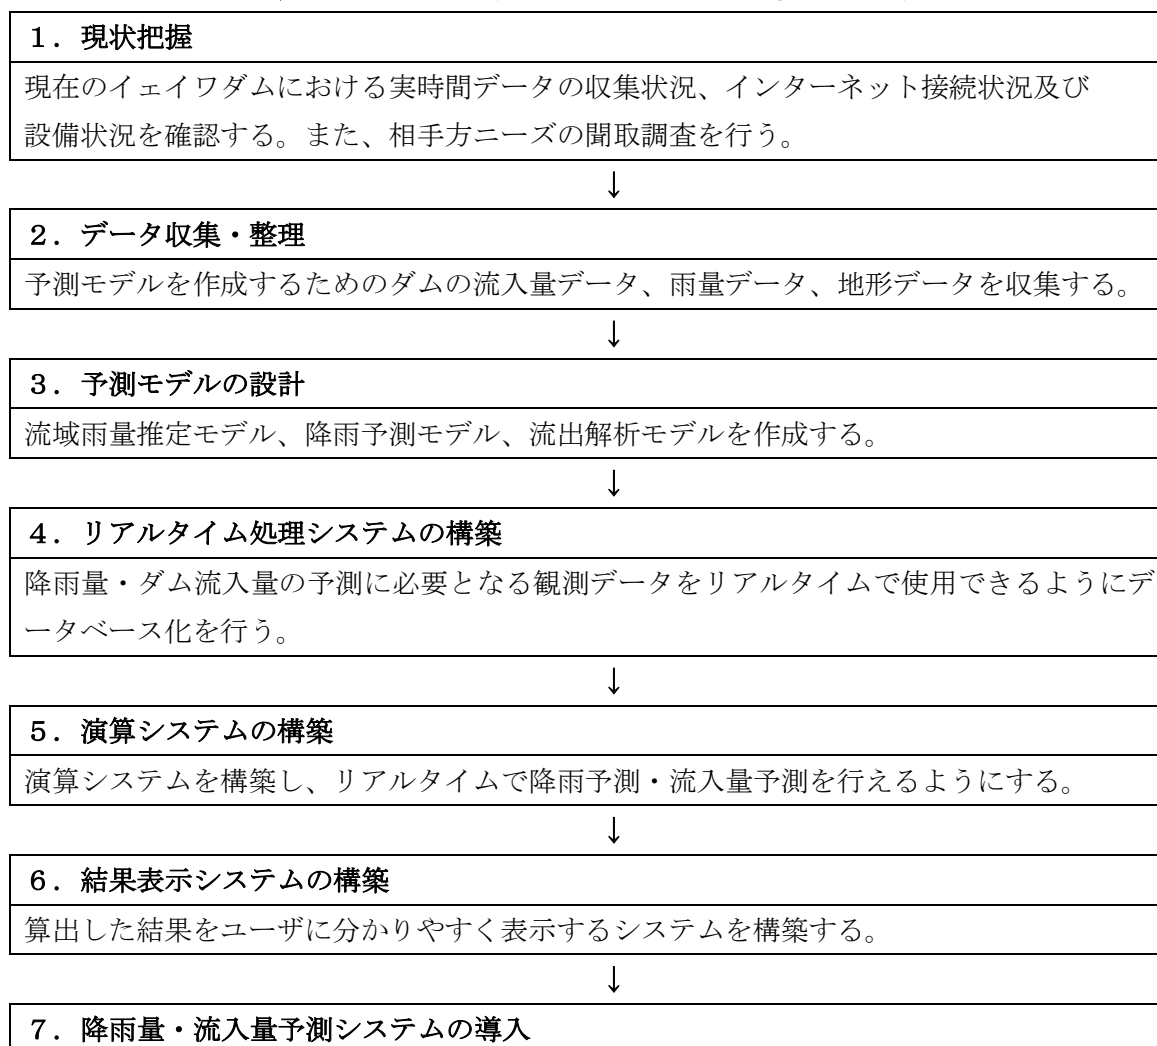 １．現状把握
現在のイェイワダムにおける実時間データの収集状況、インターネット接続状況及び
設備状況を確認する。また、相手方ニーズの聞取調査を行う。
↓
２．データ収集・整理
予測モデルを作成するためのダムの流入量データ、雨量データ、地形データを収集する。
↓
３．予測モデルの設計
流域雨量推定モデル、降雨予測モデル、流出解析モデルを作成する。
↓
４．リアルタイム処理システムの構築
降雨量・ダム流入量の予測に必要となる観測データをリアルタイムで使用できるようにデ
ータベース化を行う。
↓
５．演算システムの構築
演算システムを構築し、リアルタイムで降雨予測・流入量予測を行えるようにする。
↓
６．結果表示システムの構築
算出した結果をユーザに分かりやすく表示するシステムを構築する。
↓
７．降雨量・流入量予測システムの導入